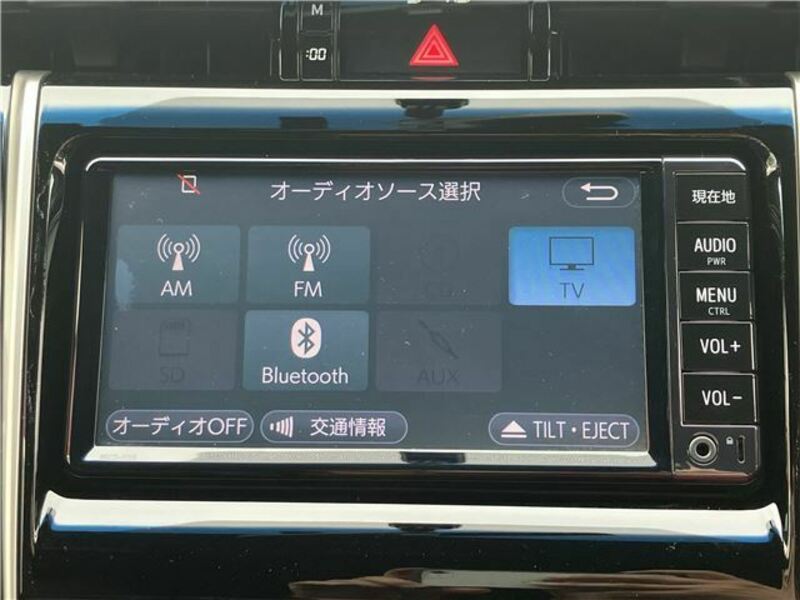 M
:00
オーディオソース選択
AM
FM
CD
TV
SD
Bluetooth
AUX
オーディオOFF
交通情報
TILT・EJECT
現在地
AUDIO
PWR
MENU
CTRL
VOL+
VOL-